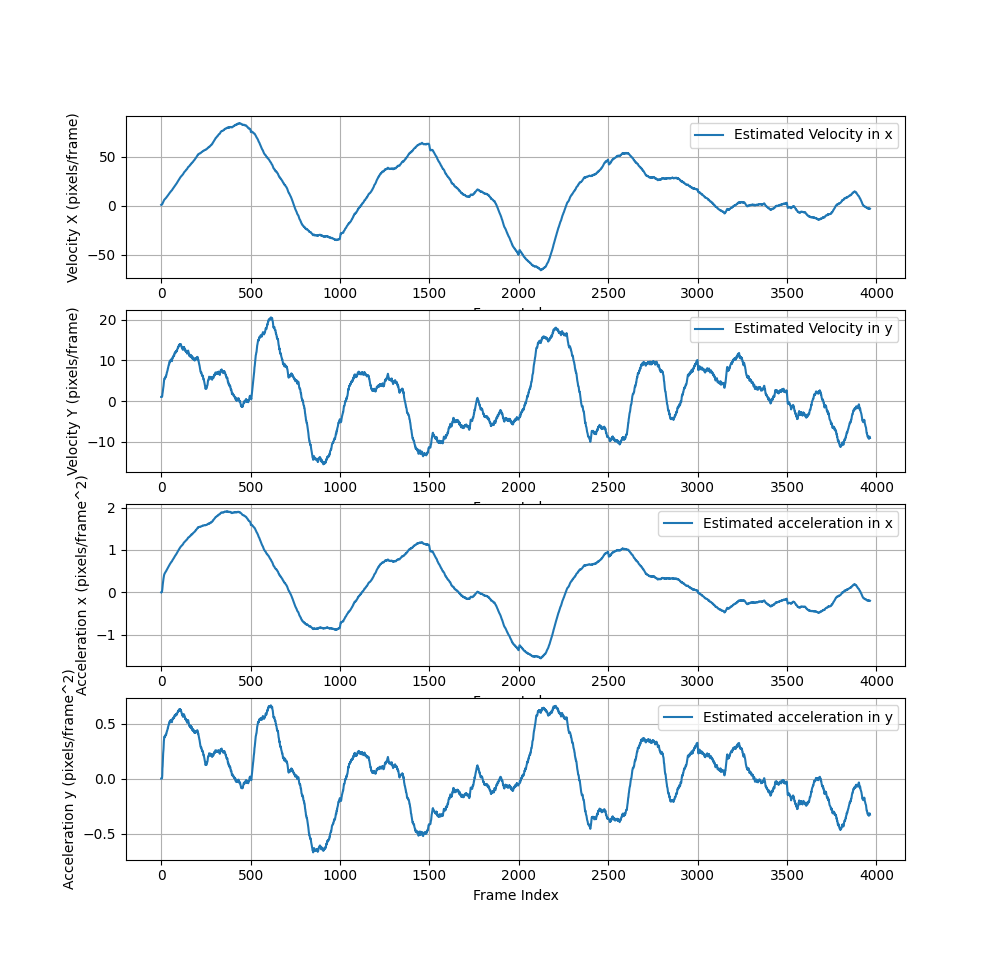 Velocity X (pixels/frame)
50
0
−50
Estimated Velocity in x
0 500 1000 1500 2000 2500 3000 3500 4000
Velocity Y (pixels/frame)
20
10
0
−10
Estimated Velocity in y
0 500 1000 1500 2000 2500 3000 3500 4000
Acceleration x (pixels/frame^2)
2
1
0
−1
Estimated acceleration in x
0 500 1000 1500 2000 2500 3000 3500 4000
Acceleration y (pixels/frame^2)
0.5
0.0
−0.5
Estimated acceleration in y
0 500 1000 1500 2000 2500 3000 3500 4000
Frame Index